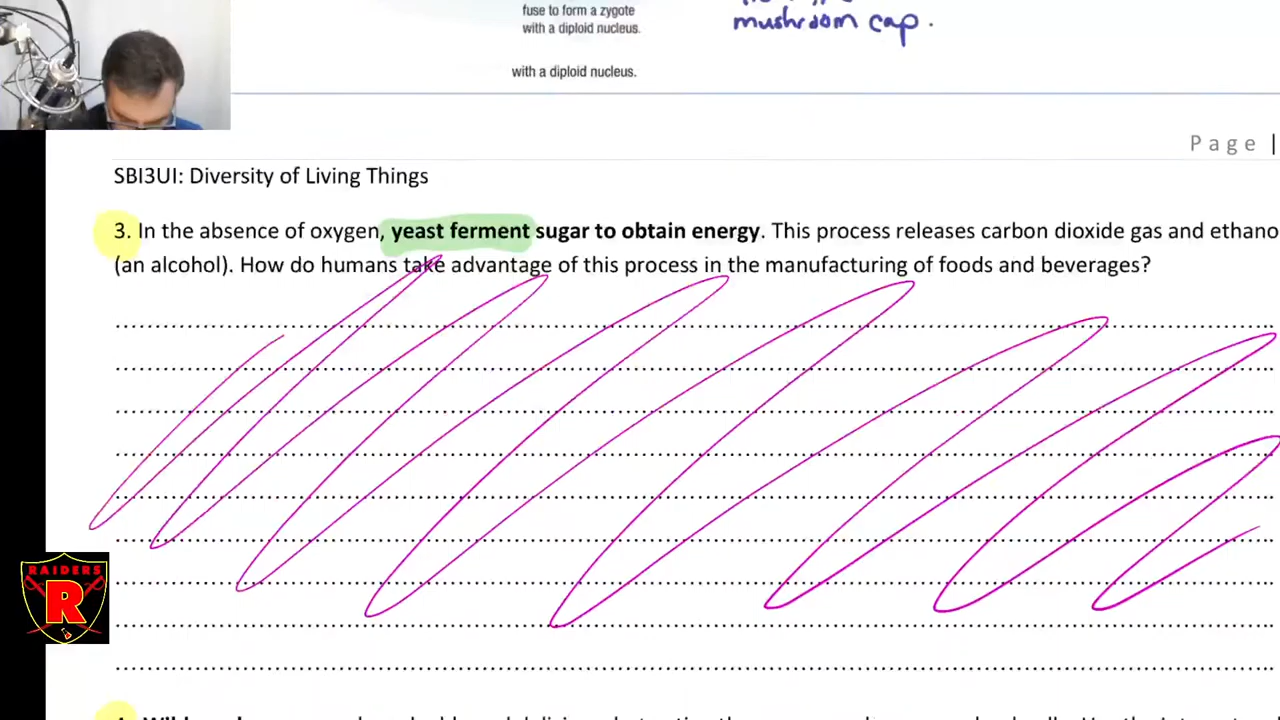 fuse to form a zygote
with a diploid nucleus.
mushroom cap.
with a diploid nucleus.
Page |
SBI3UI: Diversity of Living Things
3. In the absence of oxygen, yeast ferment sugar to obtain energy. This process releases carbon dioxide gas and ethano
(an alcohol). How do humans take advantage of this process in the manufacturing of foods and beverages?
RAIDERS
R